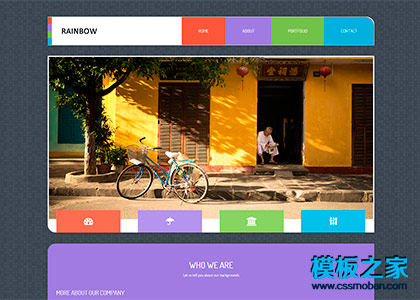 RAINBOW
HOME
ABOUT
PORTFOLIO
CONTACT
WHO WE ARE
Let us tell you about our backgrounds
MORE ABOUT OUR COMPANY
模板之家
www.cssmoban.com